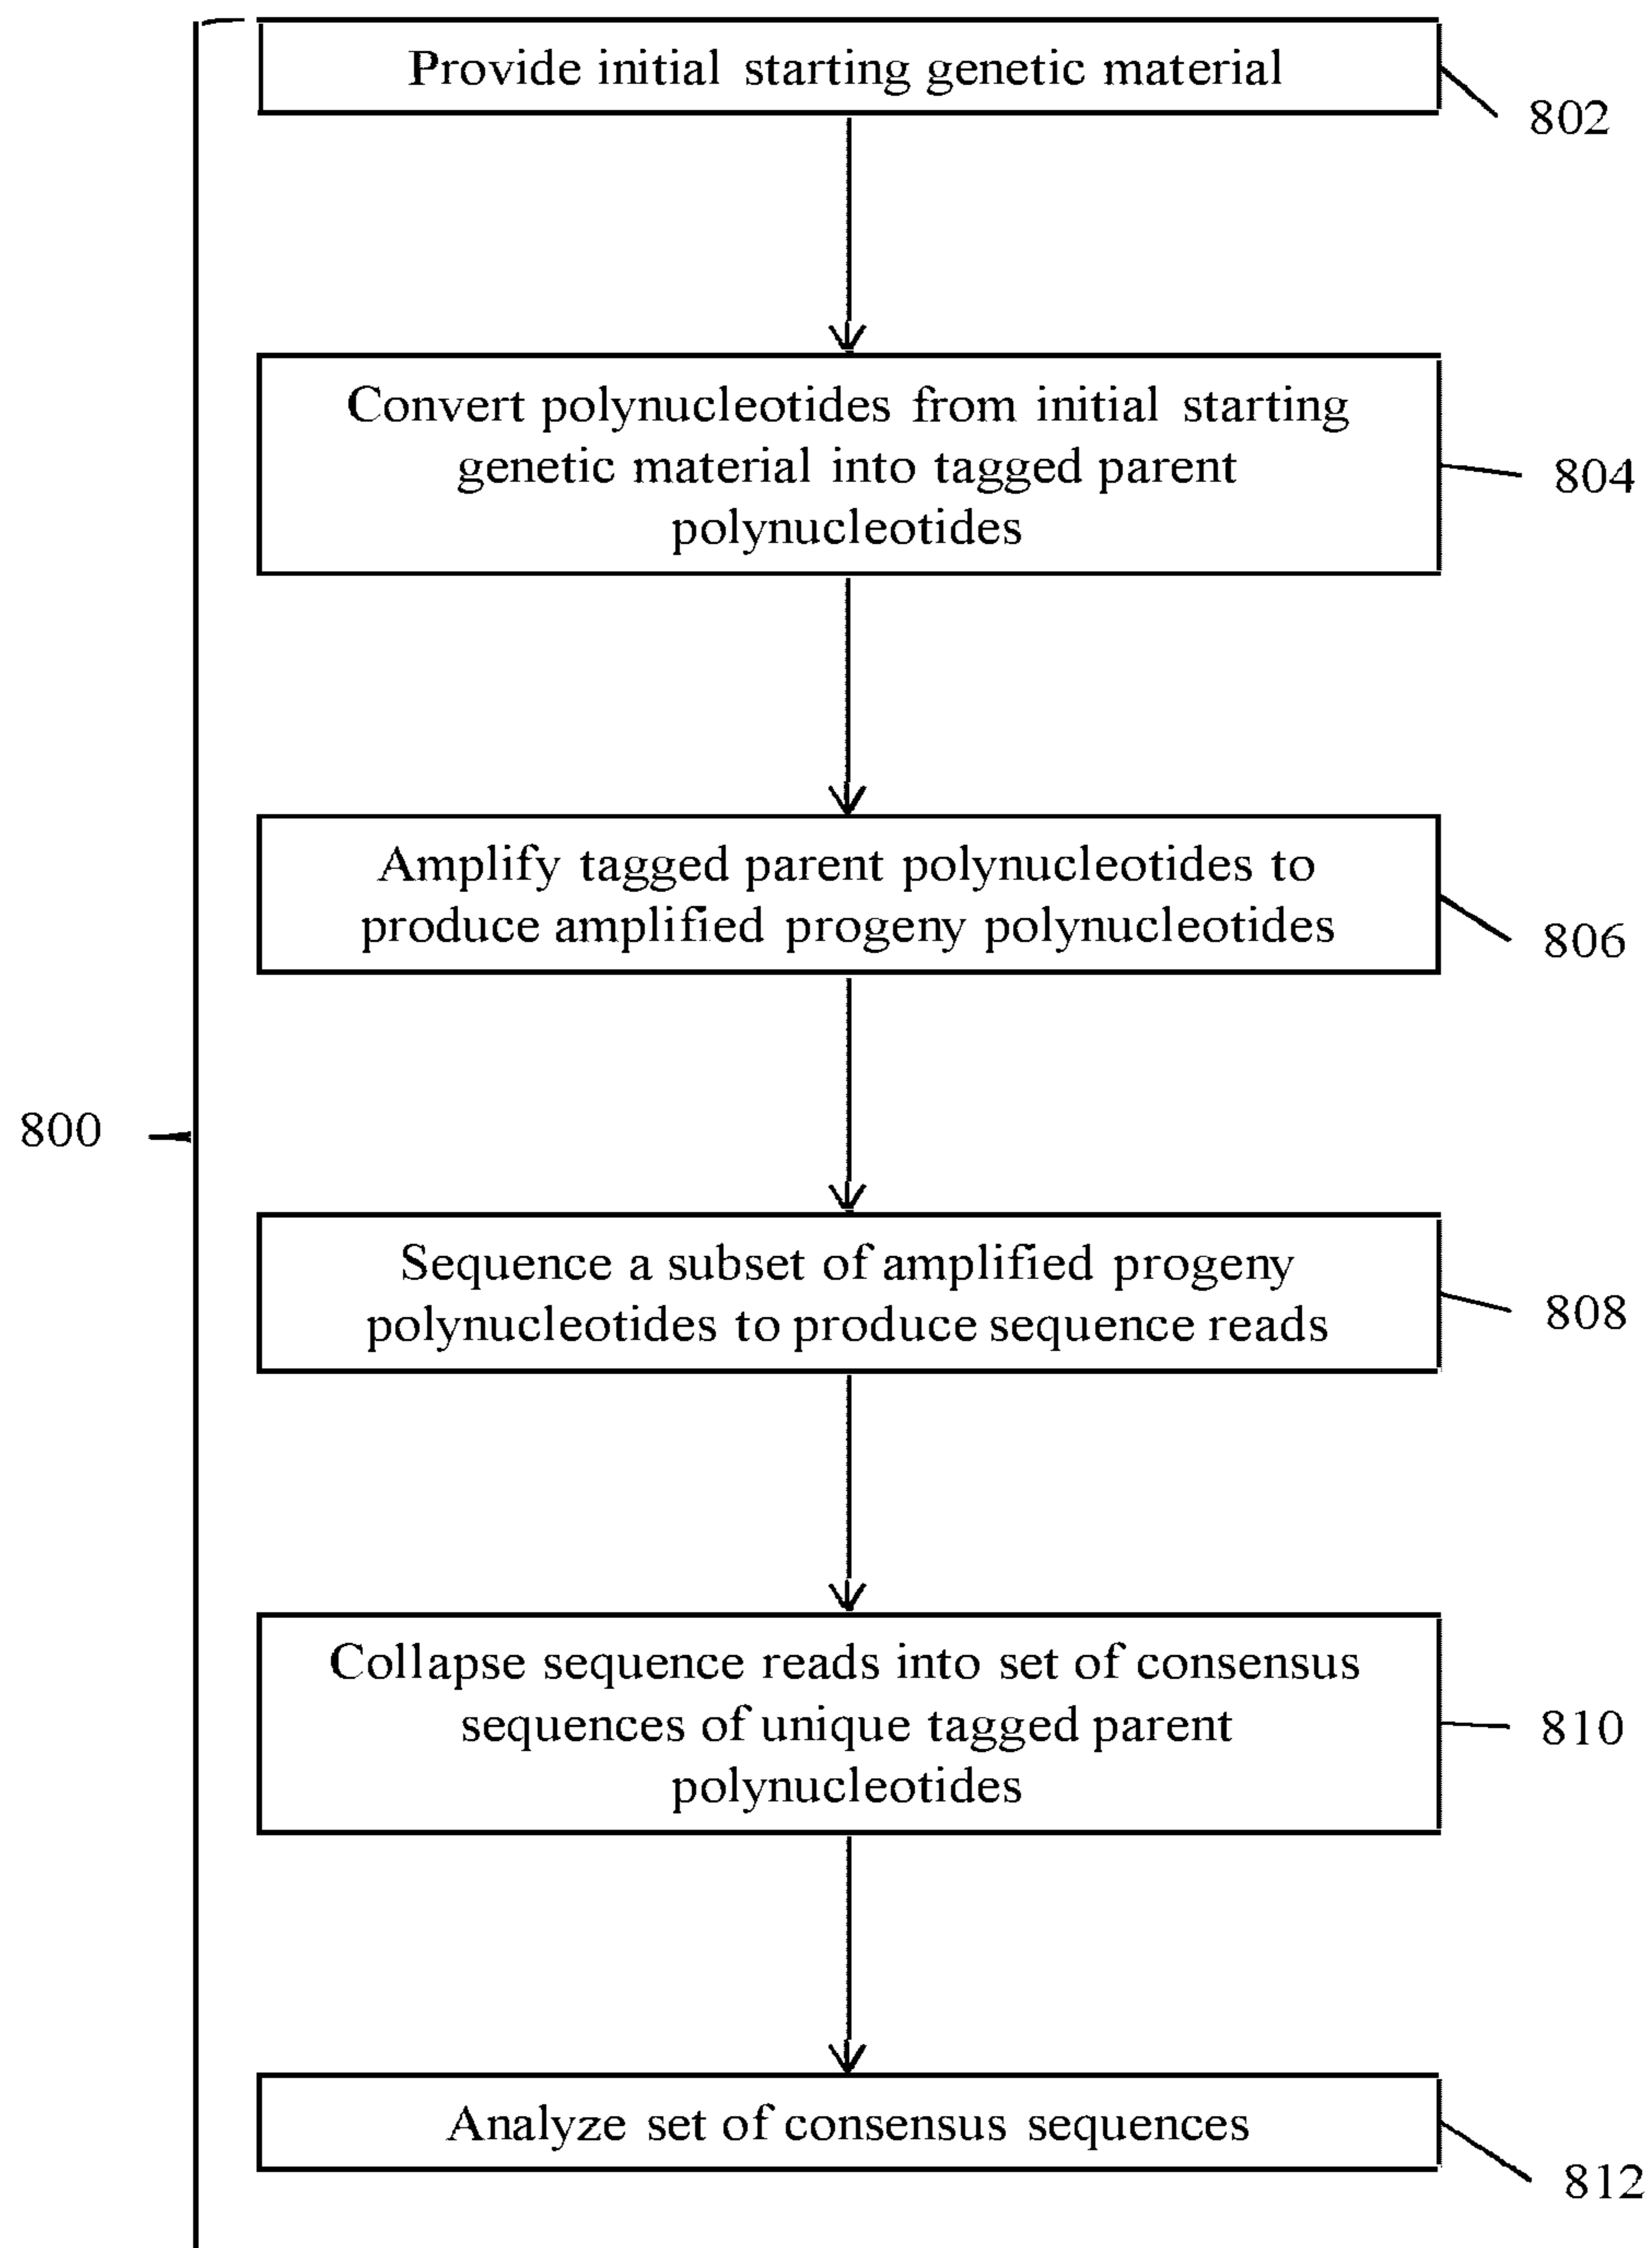 Provide initial starting genetic material
802
Convert polynucleotides from initial starting
genetic material into tagged parent
polynucleotides
804
Amplify tagged parent polynucleotides to
produce amplified progeny polynucleotides
806
800
Sequence a subset of amplified progeny
polynucleotides to produce sequence reads
808
Collapse sequence reads into set of consensus
sequences of unique tagged parent
polynucleotides
810
Analyze set of consensus sequences
812